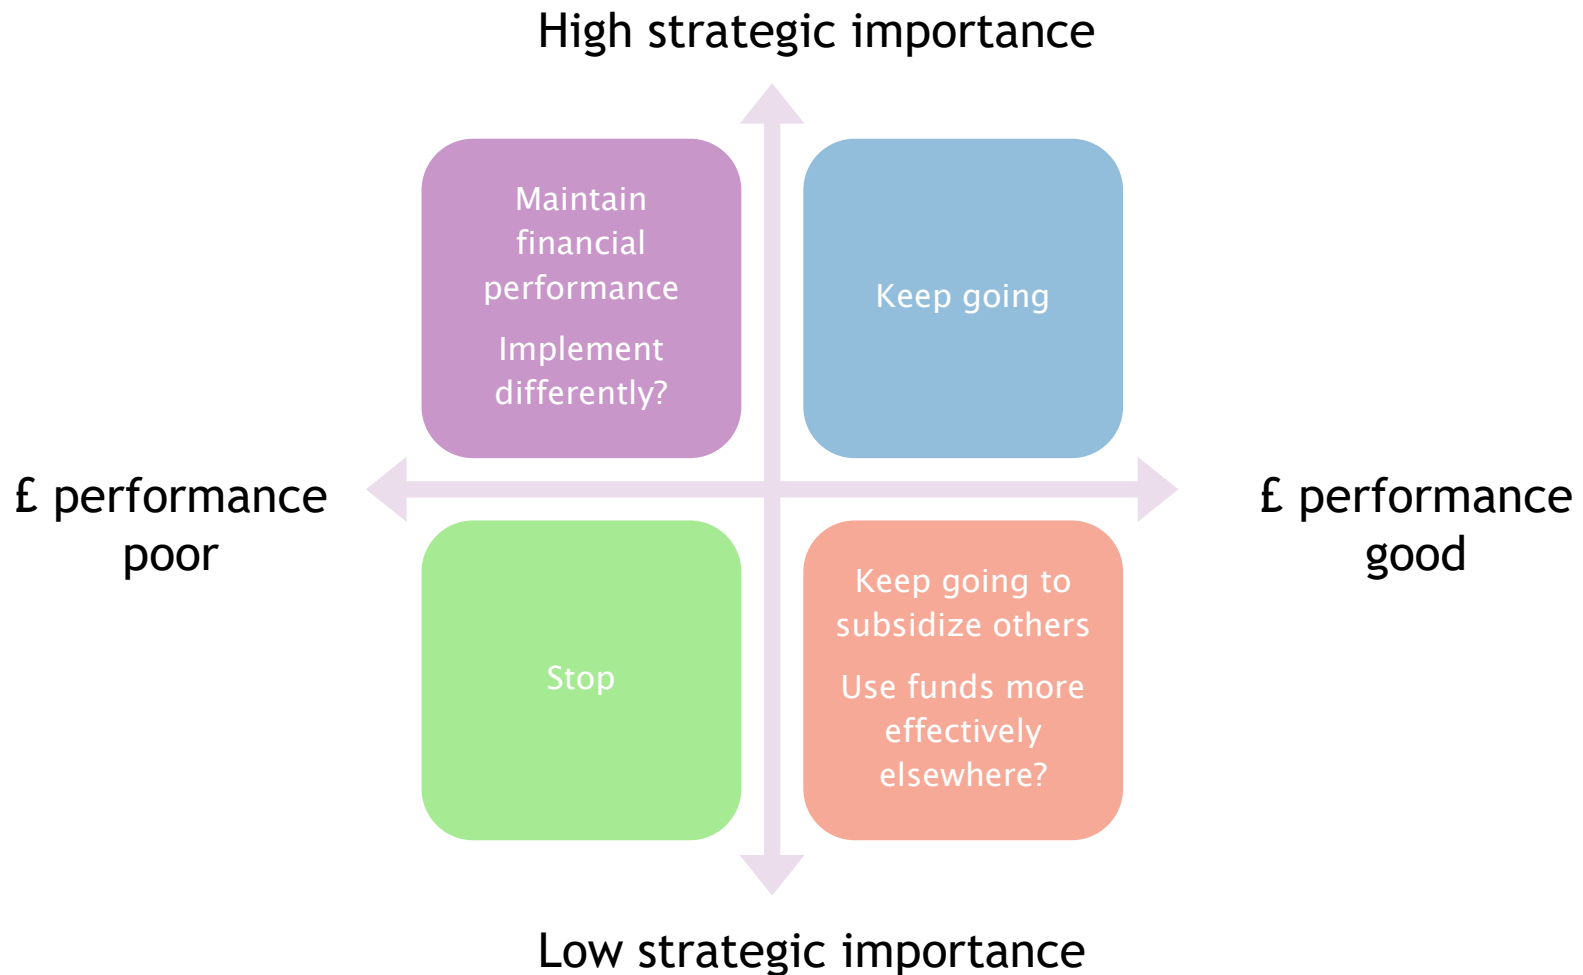 High strategic importance
Maintain
financial
performance
Implement
differently?
Keep going
£ performance
poor
£ performance
good
Stop
Keep going to
subsidize others
Use funds more
effectively
elsewhere?
Low strategic importance